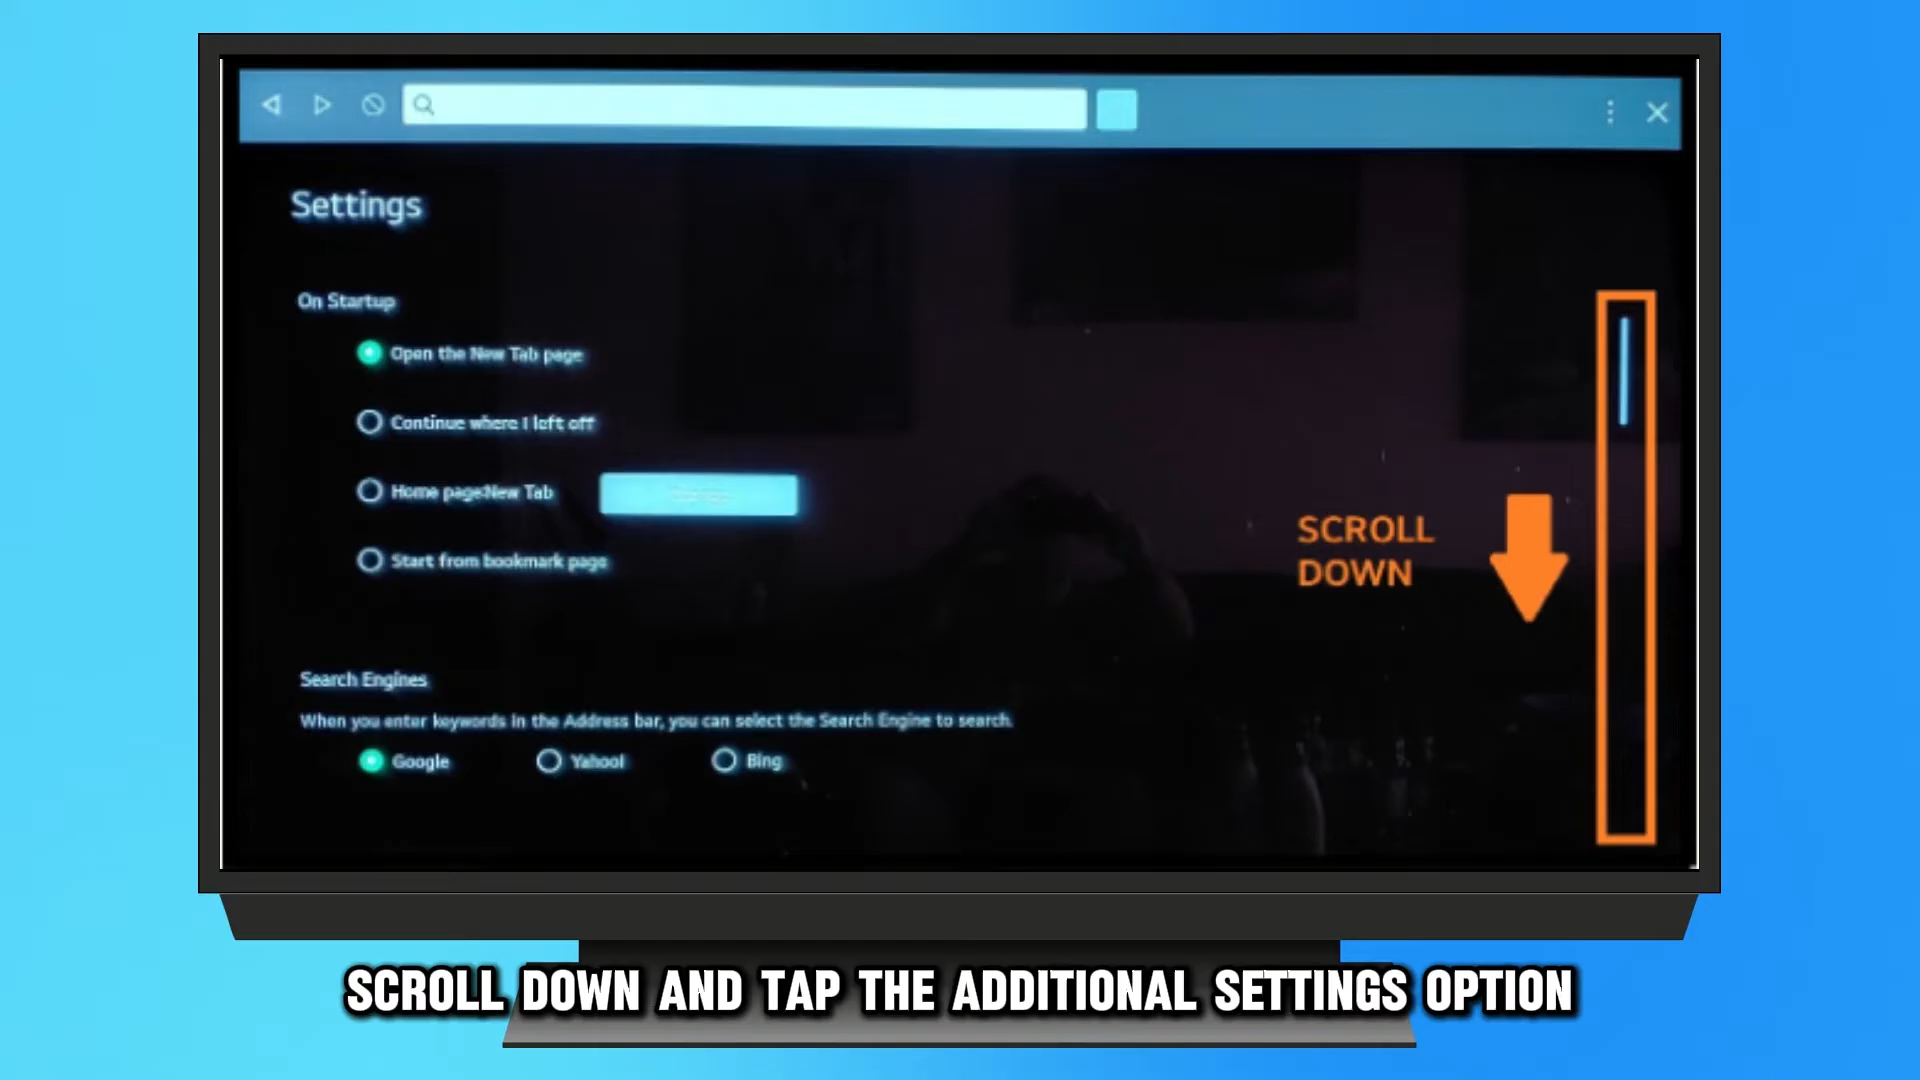 Settings
On Startup
Open the New Tab page
Continue where I left off
Home page:New Tab
Start from bookmark page
SCROLL
DOWN
Search Engines
When you enter keywords in the Address bar, you can select the Search Engine to search.
Google Yahoo! Bing
SCROLL DOWN AND TAP THE ADDITIONAL SETTINGS OPTION